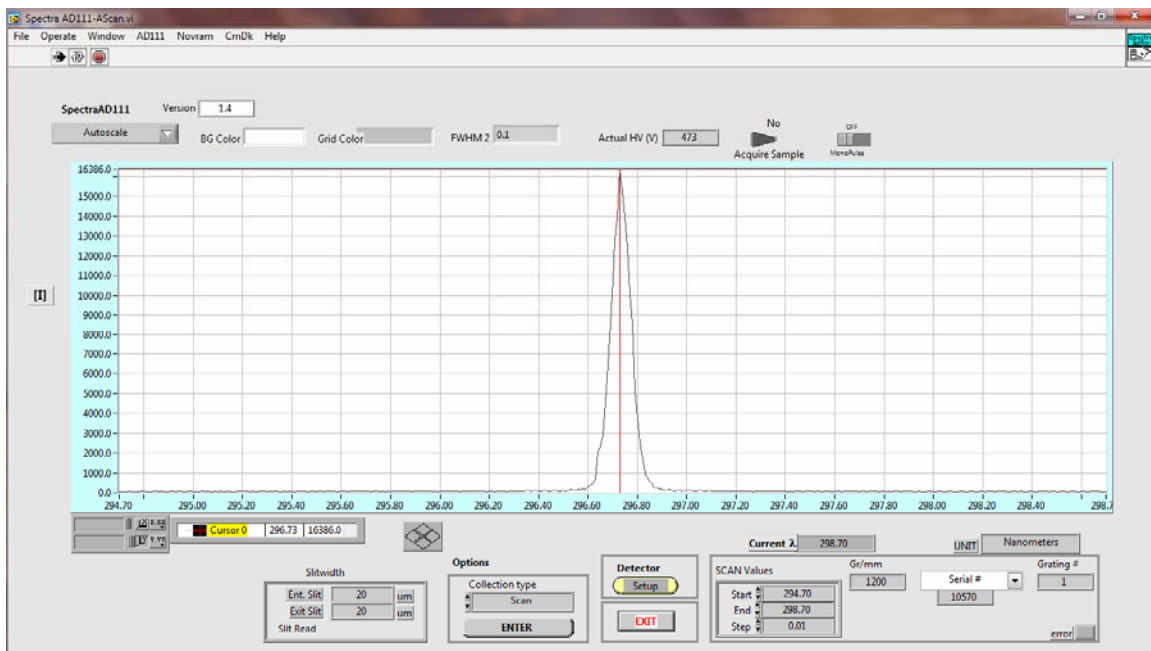 Spectra AD111-AScan.vi
File Operate Window AD111 Novram CmDk Help
SpectraAD111 Version 1.4
Autoscale BG Color Grid Color FWHM 2 0.1 Actual HV (V) 473 No OFF
Acquire Sample MonoPulse
16386.0
15000.0
14000.0
13000.0
12000.0
11000.0
[I] 10000.0
9000.0
8000.0
7000.0
6000.0
5000.0
4000.0
3000.0
2000.0
1000.0
0.0
294.70 295.00 295.20 295.40 295.60 295.80 296.00 296.20 296.40 296.60 296.80 297.00 297.20 297.40 297.60 297.80 298.00 298.20 298.40 298.7
Cursor 0 296.73 16386.0
Current λ 298.70 UNIT Nanometers
Slitwidth
Ent. Slit 20 um
Exit Slit 20 um
Slit Read
Options
Collection type
Scan
ENTER
Detector
Setup
EXIT
SCAN Values
Start 294.70
End 298.70
Step 0.01
Gr/mm
1200
Serial #
10570
Grating #
1
error